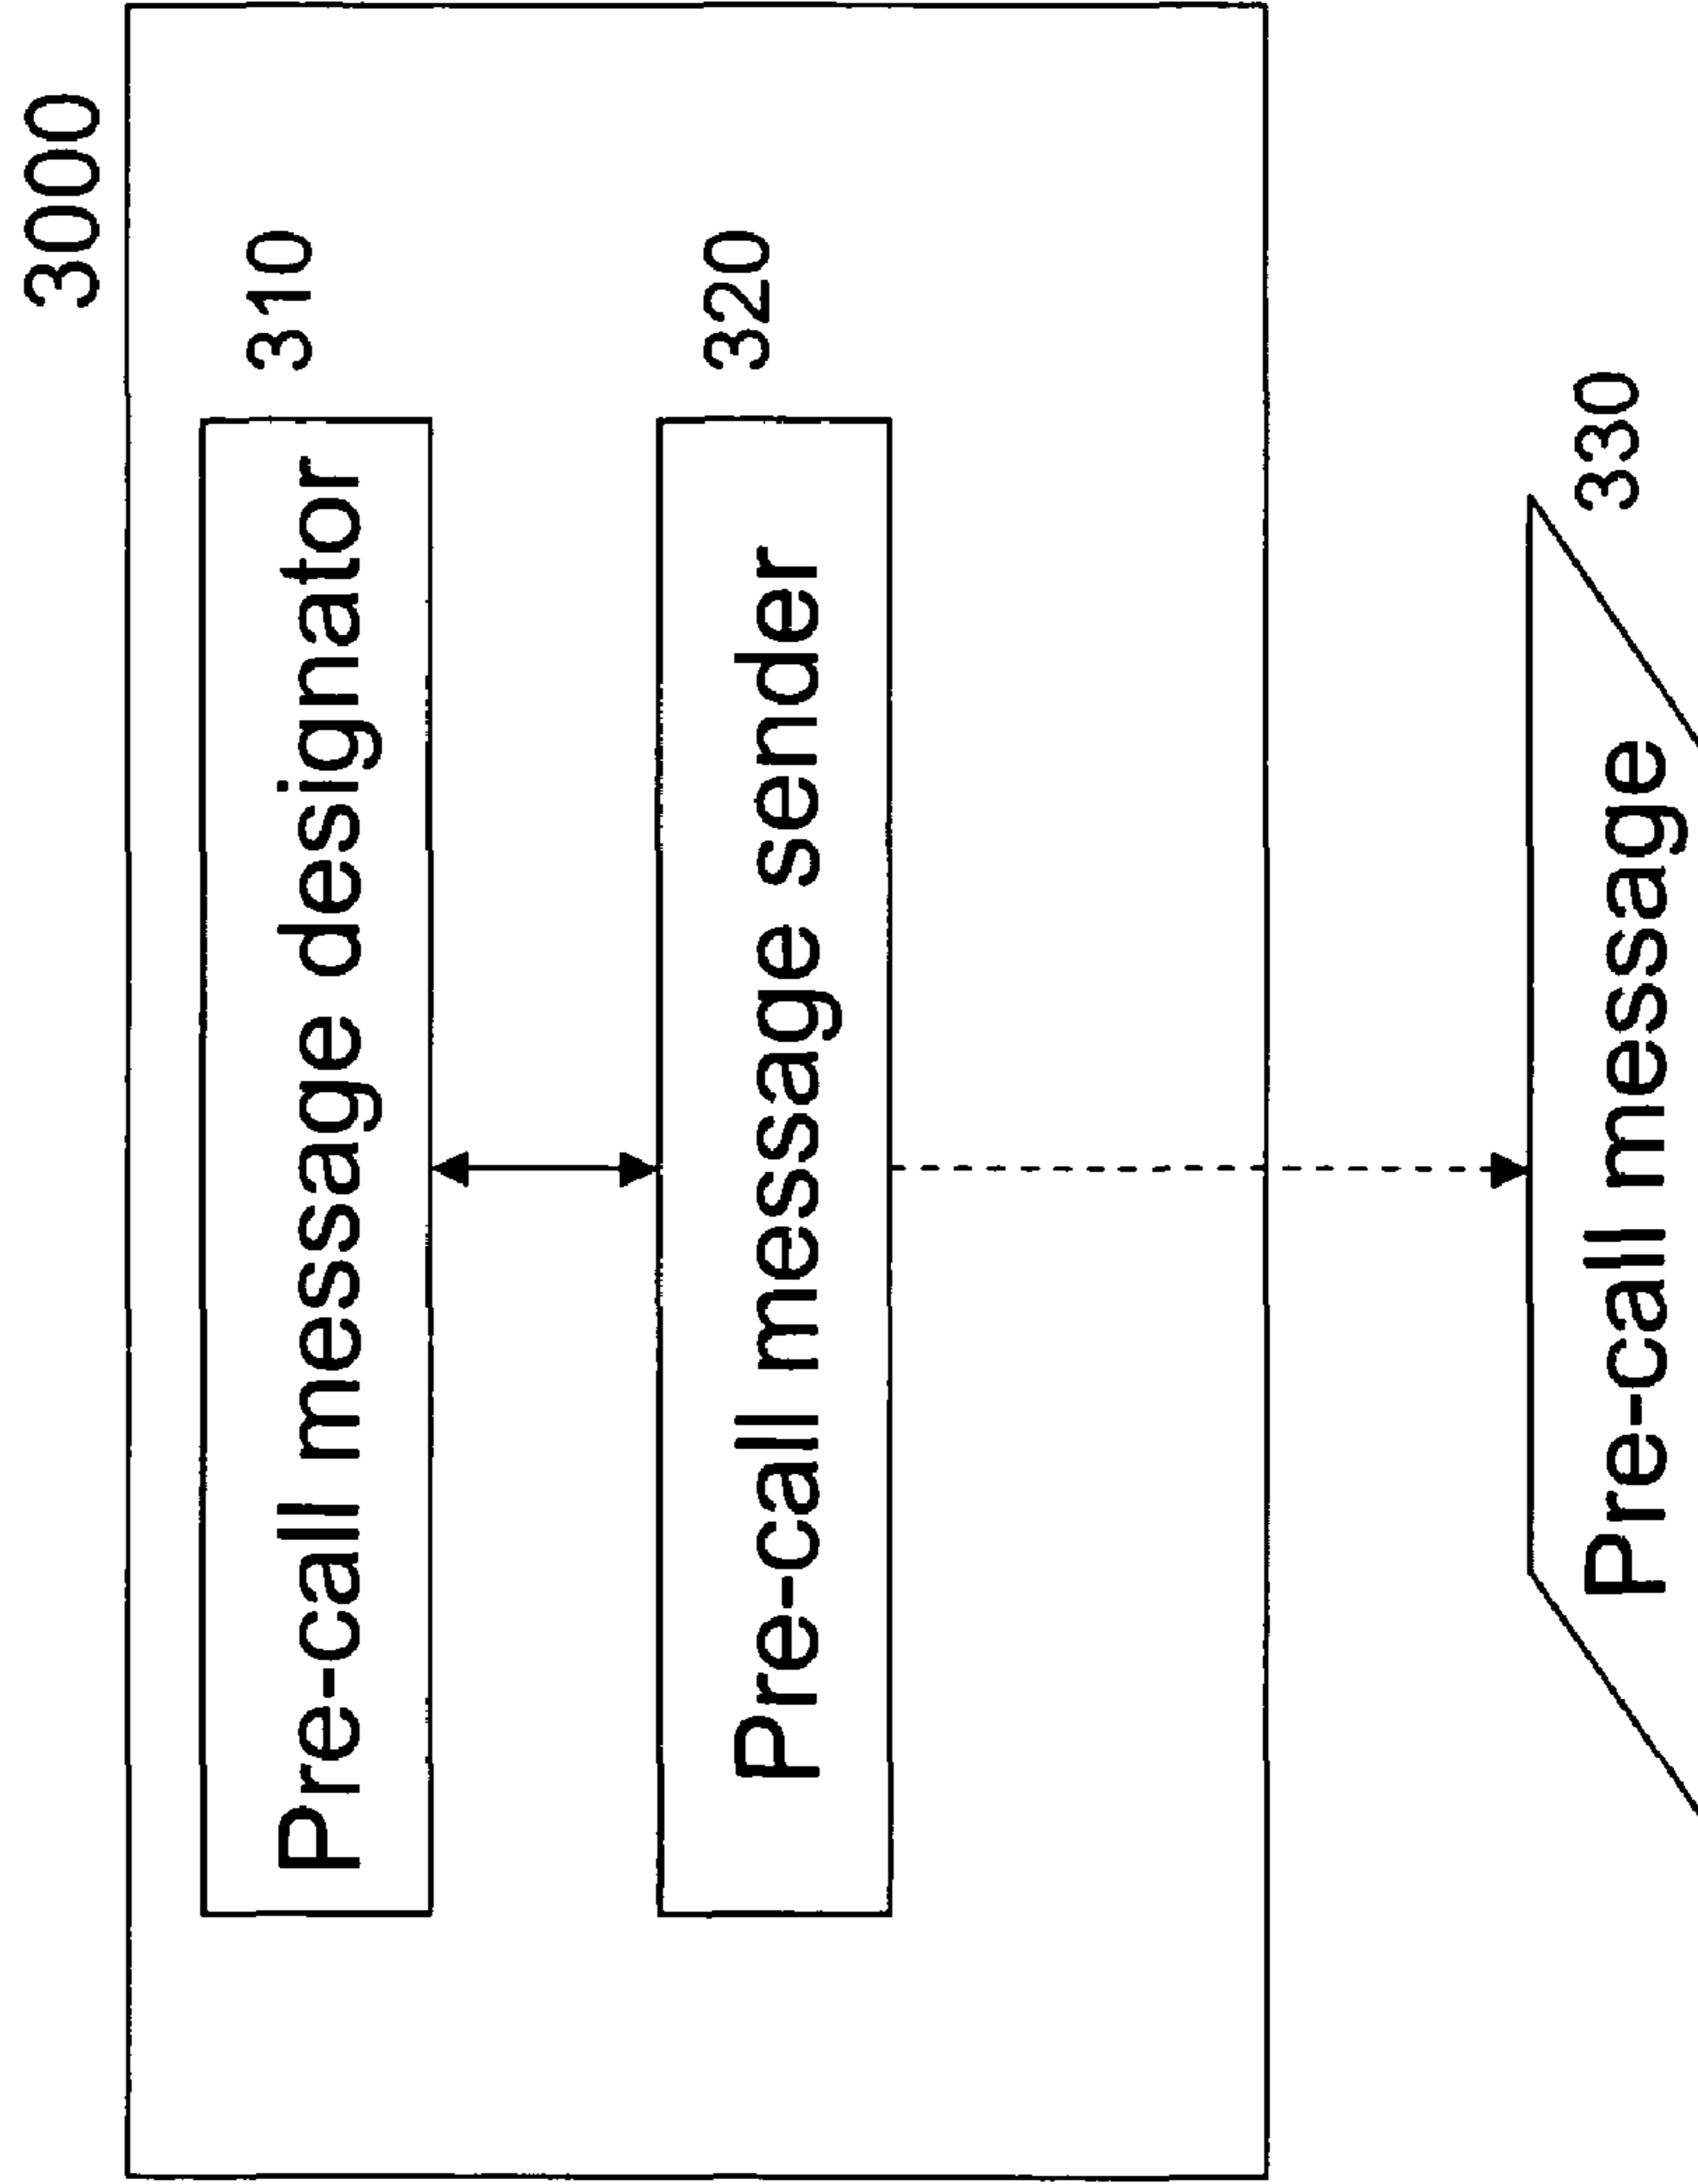 3000
310
Pre-call message designator
320
Pre-call message sender
330
Pre-call message